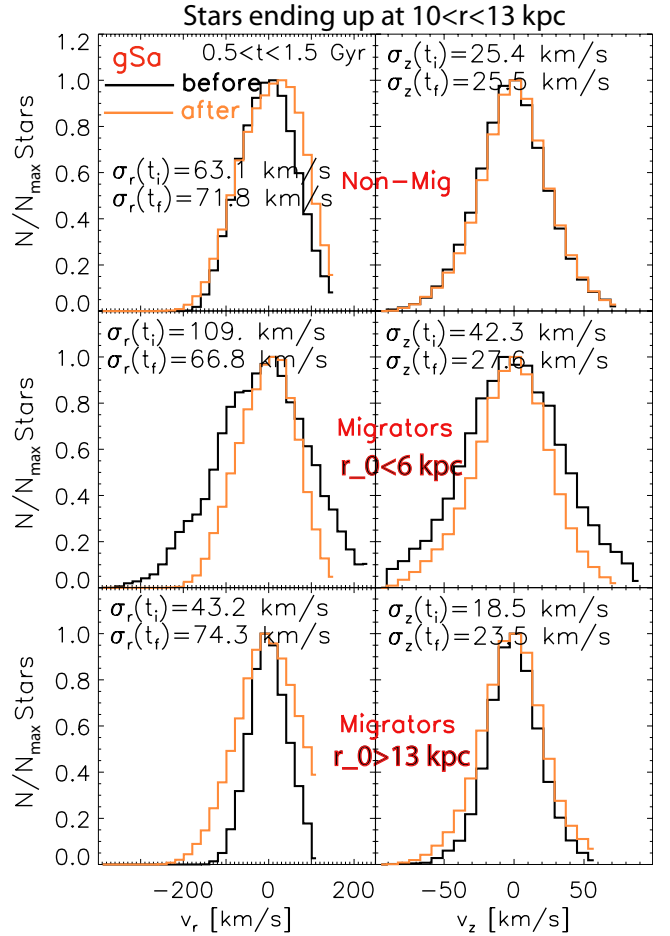 Stars ending up at 10<r<13 kpc
gSa
0.5<t<1.5 Gyr
before
after
σ_r(t_i)=63.1 km/s
σ_r(t_f)=71.8 km/s
σ_z(t_i)=25.4 km/s
σ_z(t_f)=25.5 km/s
Non-Mig
N/N_max Stars
1.2
1.0
0.8
0.6
0.4
0.2
0.0
σ_r(t_i)=109. km/s
σ_r(t_f)=66.8 km/s
σ_z(t_i)=42.3 km/s
σ_z(t_f)=27.6 km/s
Migrators
r_0<6 kpc
N/N_max Stars
1.0
0.8
0.6
0.4
0.2
0.0
σ_r(t_i)=43.2 km/s
σ_r(t_f)=74.3 km/s
σ_z(t_i)=18.5 km/s
σ_z(t_f)=23.5 km/s
Migrators
r_0>13 kpc
N/N_max Stars
1.0
0.8
0.6
0.4
0.2
0.0
−200 0 200
−50 0 50
v_r [km/s]
v_z [km/s]